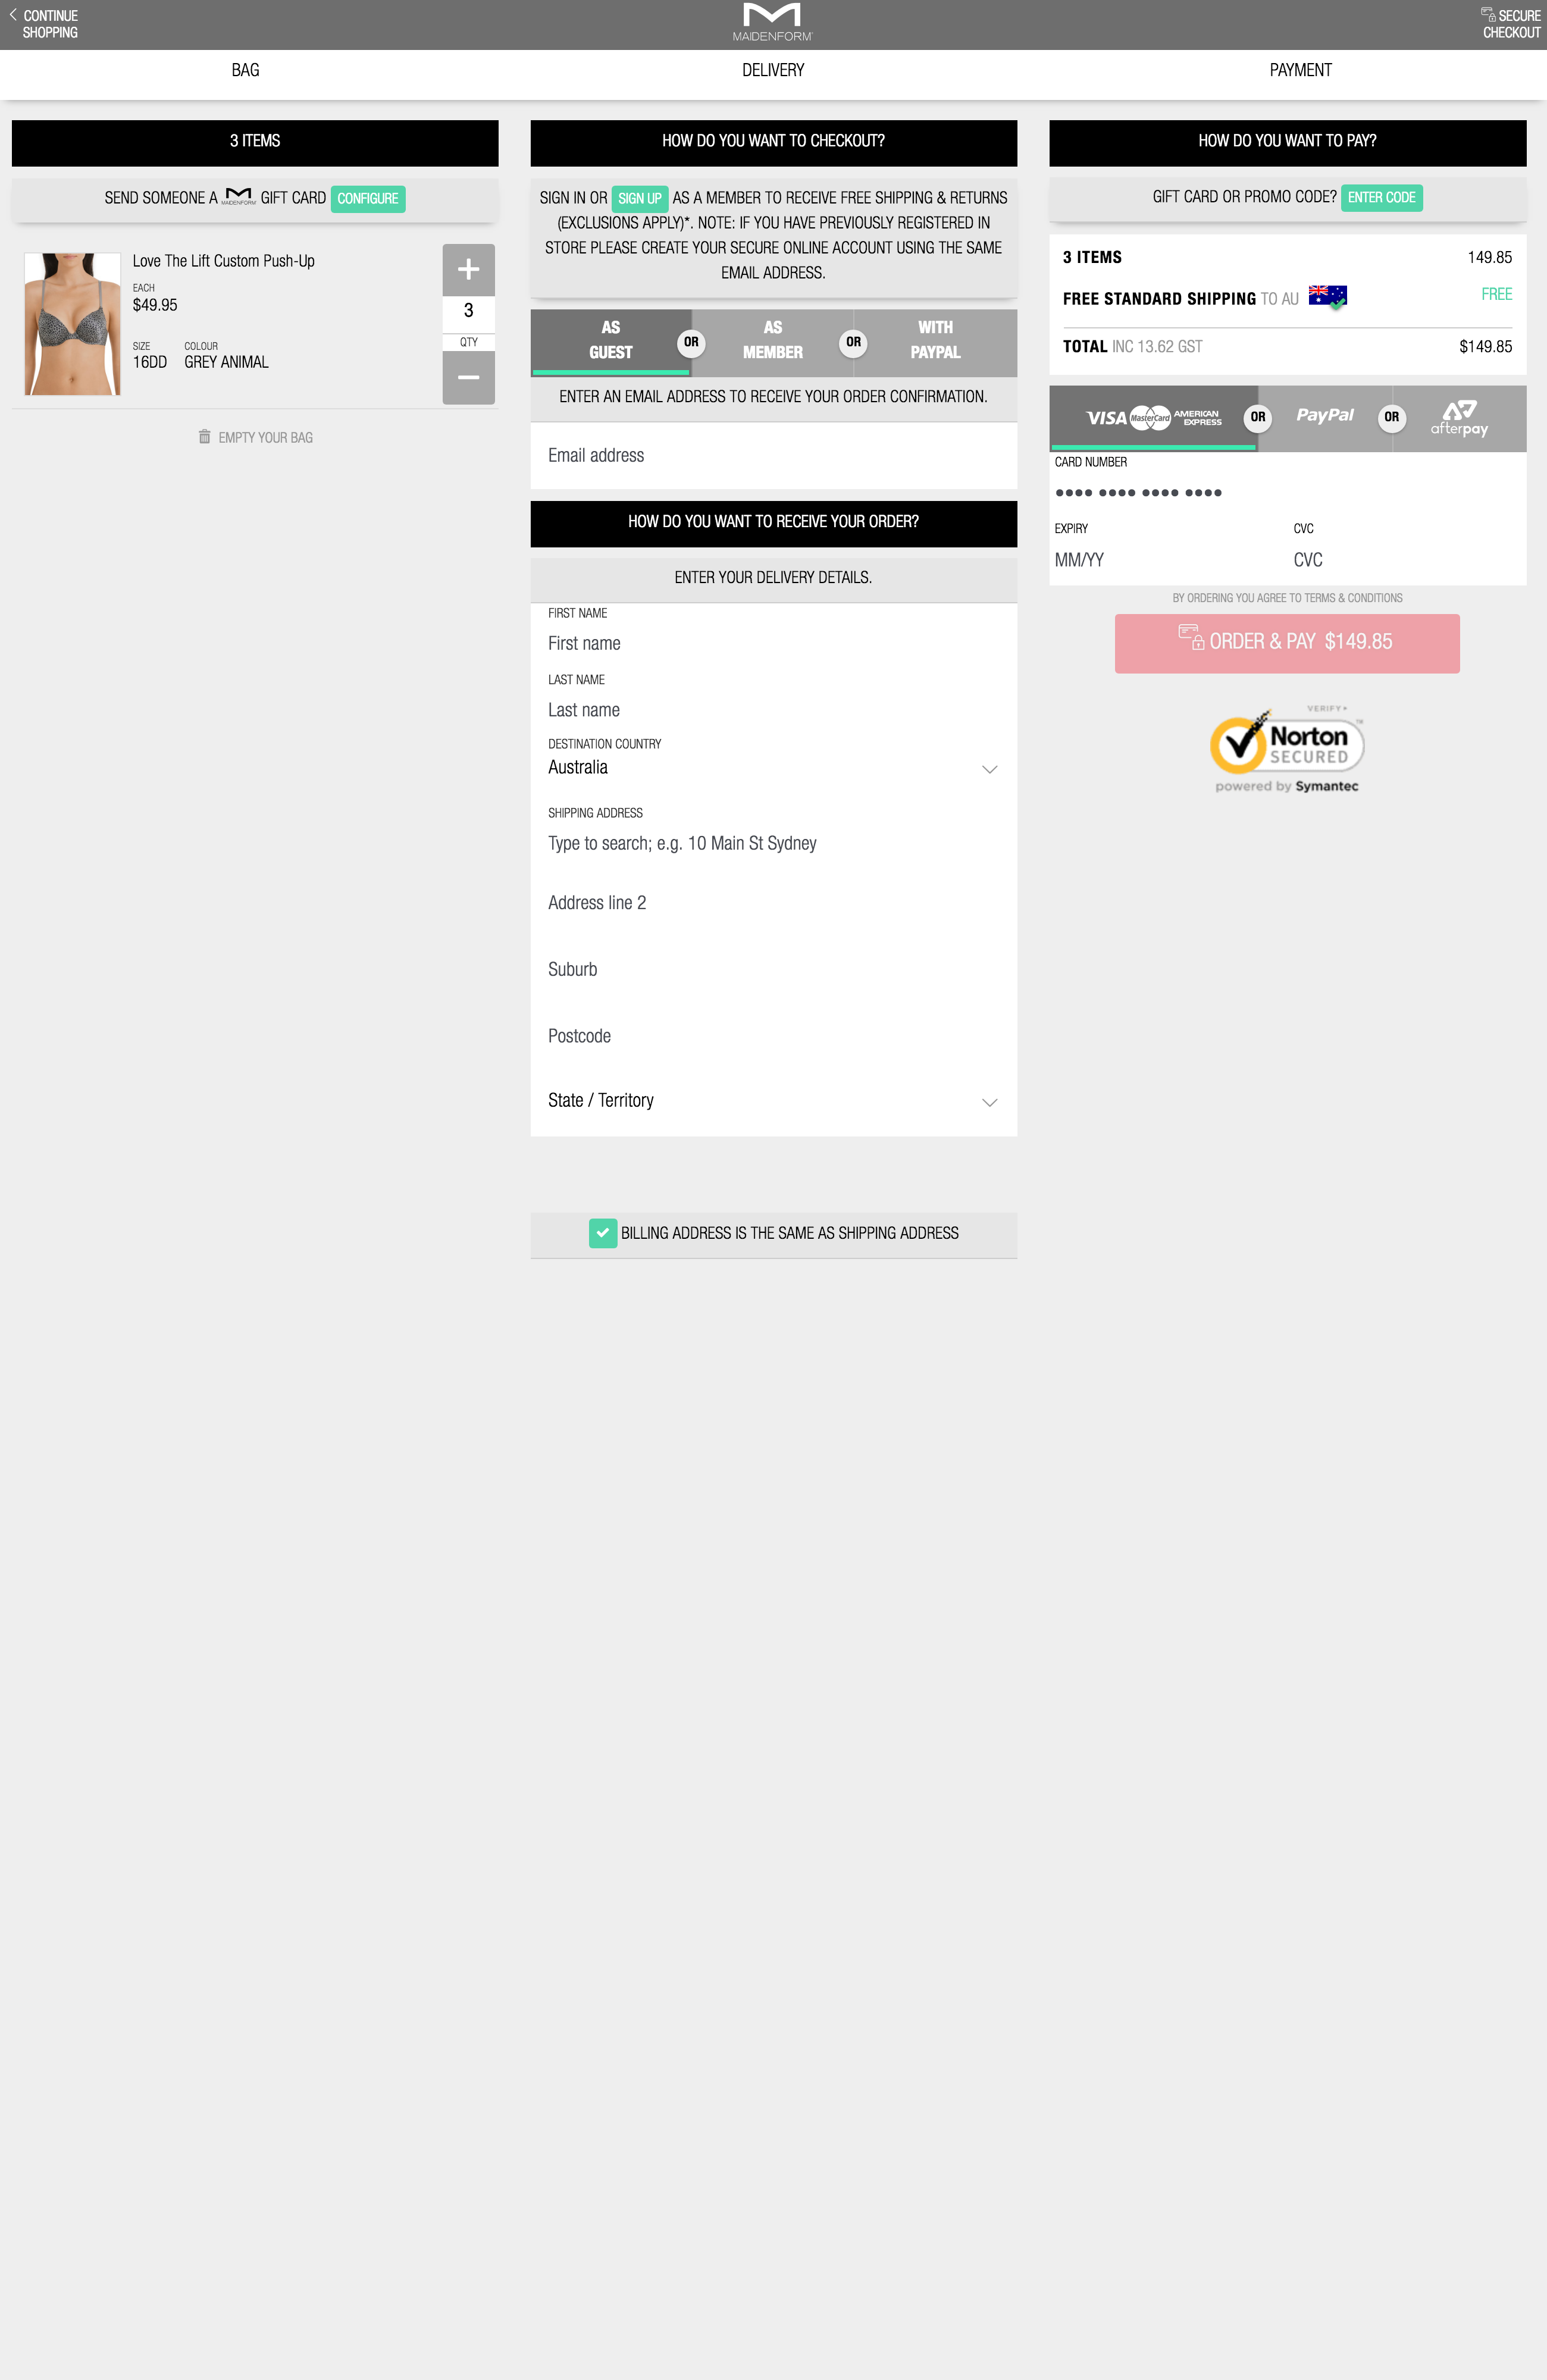 CONTINUE
SHOPPING
MAIDENFORM
SECURE
CHECKOUT
BAG
DELIVERY
PAYMENT
3 ITEMS
SEND SOMEONE A MAIDENFORM GIFT CARD CONFIGURE
Love The Lift Custom Push-Up
EACH
$49.95
SIZE COLOUR
16DD GREY ANIMAL
3
QTY
EMPTY YOUR BAG
HOW DO YOU WANT TO CHECKOUT?
SIGN IN OR SIGN UP AS A MEMBER TO RECEIVE FREE SHIPPING & RETURNS
(EXCLUSIONS APPLY)*. NOTE: IF YOU HAVE PREVIOUSLY REGISTERED IN
STORE PLEASE CREATE YOUR SECURE ONLINE ACCOUNT USING THE SAME
EMAIL ADDRESS.
AS
GUEST
OR
AS
MEMBER
OR
WITH
PAYPAL
ENTER AN EMAIL ADDRESS TO RECEIVE YOUR ORDER CONFIRMATION.
Email address
HOW DO YOU WANT TO RECEIVE YOUR ORDER?
ENTER YOUR DELIVERY DETAILS.
FIRST NAME
First name
LAST NAME
Last name
DESTINATION COUNTRY
Australia
SHIPPING ADDRESS
Type to search; e.g. 10 Main St Sydney
Address line 2
Suburb
Postcode
State / Territory
BILLING ADDRESS IS THE SAME AS SHIPPING ADDRESS
HOW DO YOU WANT TO PAY?
GIFT CARD OR PROMO CODE? ENTER CODE
3 ITEMS 149.85
FREE STANDARD SHIPPING TO AU FREE
TOTAL INC 13.62 GST $149.85
VISA MasterCard AMERICAN EXPRESS OR PayPal OR afterpay
CARD NUMBER
•••• •••• •••• ••••
EXPIRY CVC
MM/YY CVC
BY ORDERING YOU AGREE TO TERMS & CONDITIONS
ORDER & PAY $149.85
VERIFY
Norton
SECURED
powered by Symantec